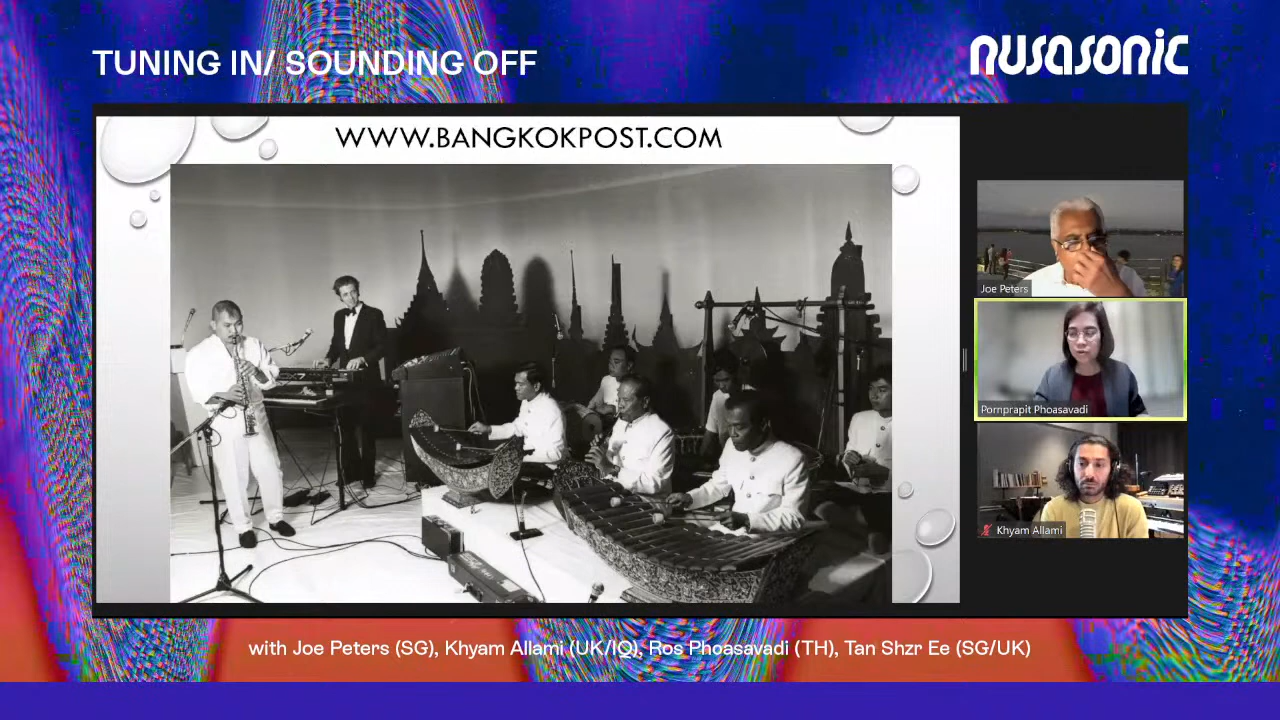 TUNING IN/ SOUNDING OFF
nusasonic
WWW.BANGKOKPOST.COM
Joe Peters
Pornprapit Phoasavadi
Khyam Allami
with Joe Peters (SG), Khyam Allami (UK/IQ), Ros Phoasavadi (TH), Tan Shzr Ee (SG/UK)